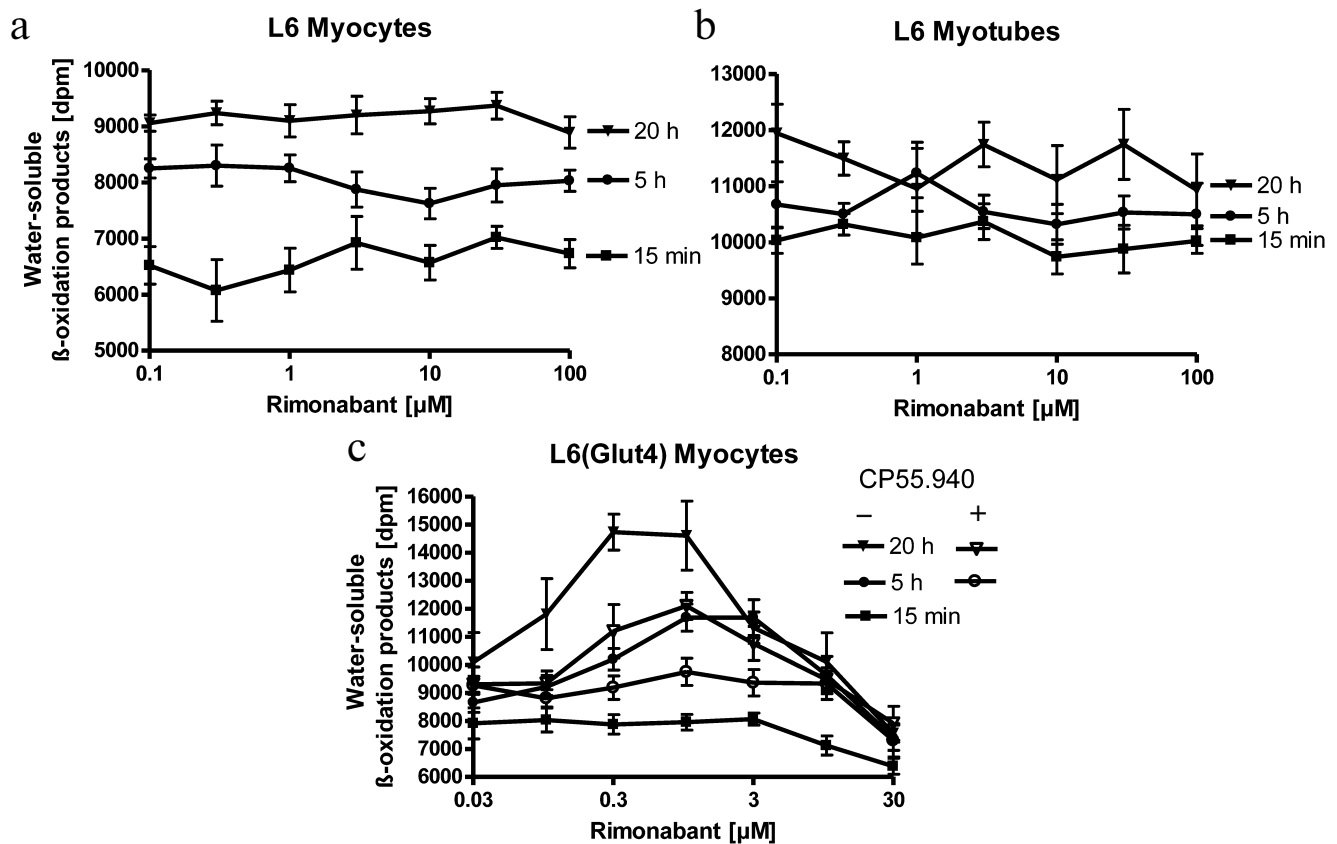 a
L6 Myocytes
Water-soluble
ß-oxidation products [dpm]
10000
9000
8000
7000
6000
5000
0.1
1
10
100
Rimonabant [µM]
20 h
5 h
15 min
b
L6 Myotubes
13000
12000
11000
10000
9000
8000
0.1
1
10
100
Rimonabant [µM]
20 h
5 h
15 min
c
L6(Glut4) Myocytes
Water-soluble
ß-oxidation products [dpm]
16000
15000
14000
13000
12000
11000
10000
9000
8000
7000
6000
0.03
0.3
3
30
Rimonabant [µM]
CP55.940
– +
20 h
5 h
15 min